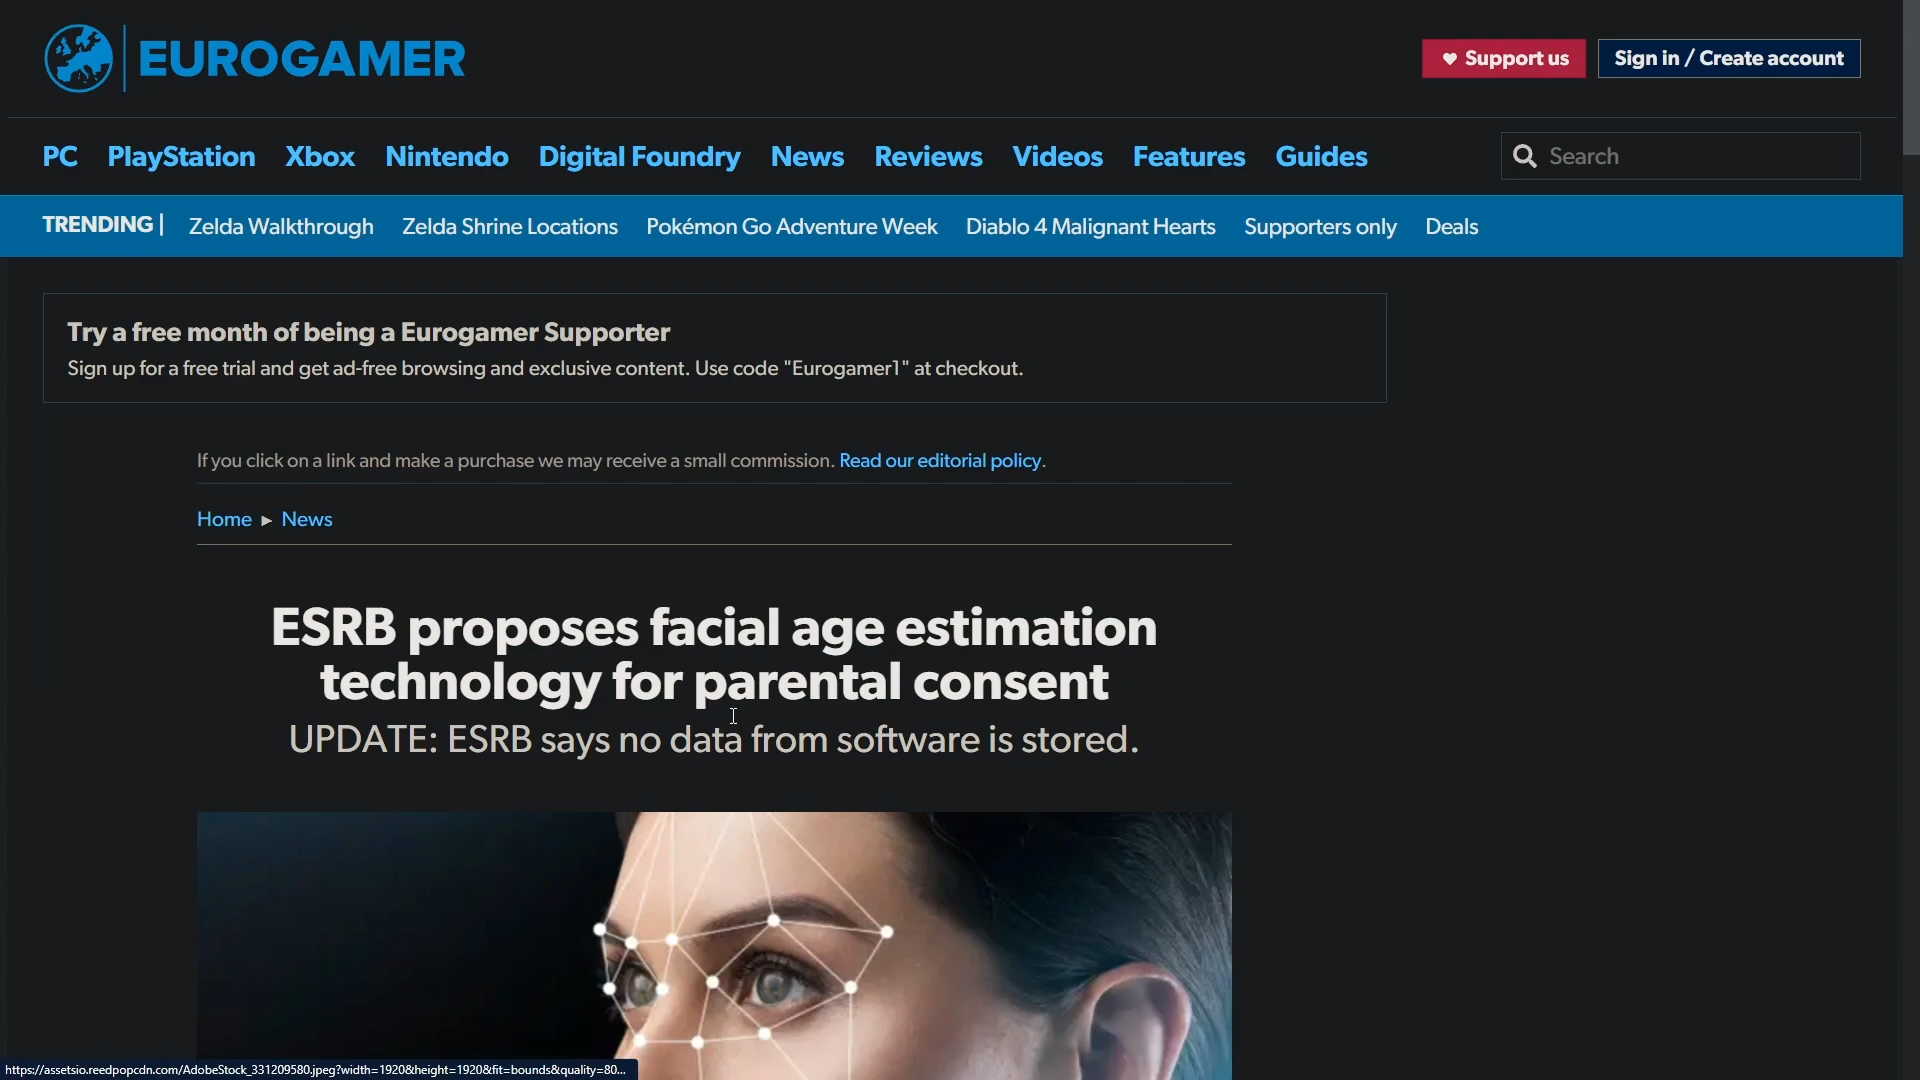 EUROGAMER
Support us
Sign in / Create account
PC PlayStation Xbox Nintendo Digital Foundry News Reviews Videos Features Guides
Search
TRENDING | Zelda Walkthrough Zelda Shrine Locations Pokémon Go Adventure Week Diablo 4 Malignant Hearts Supporters only Deals
Try a free month of being a Eurogamer Supporter
Sign up for a free trial and get ad-free browsing and exclusive content. Use code "Eurogamer1" at checkout.
If you click on a link and make a purchase we may receive a small commission. Read our editorial policy.
Home ► News
ESRB proposes facial age estimation
technology for parental consent
UPDATE: ESRB says no data from software is stored.
https://assetsio.reedpopcdn.com/AdobeStock_331209580.jpeg?width=1920&height=1920&fit=bounds&quality=80...